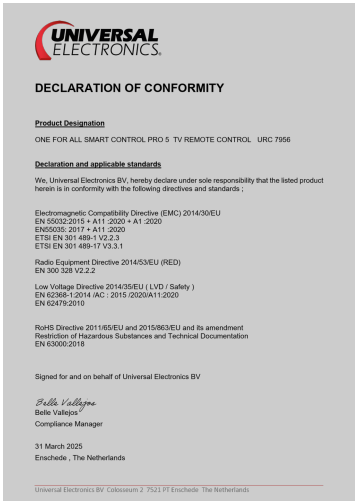 UNIVERSAL
ELECTRONICS®
DECLARATION OF CONFORMITY
Product Designation
ONE FOR ALL SMART CONTROL PRO 5 TV REMOTE CONTROL URC 7956
Declaration and applicable standards
We, Universal Electronics BV, hereby declare under sole responsibility that the listed product
herein is in conformity with the following directives and standards ;
Electromagnetic Compatibility Directive (EMC) 2014/30/EU
EN 55032:2015 + A11 :2020 + A1 :2020
EN55035: 2017 + A11 :2020
ETSI EN 301 489-1 V2.2.3
ETSI EN 301 489-17 V3.3.1
Radio Equipment Directive 2014/53/EU (RED)
EN 300 328 V2.2.2
Low Voltage Directive 2014/35/EU ( LVD / Safety )
EN 62368-1:2014 /AC : 2015 /2020/A11:2020
EN 62479:2010
RoHS Directive 2011/65/EU and 2015/863/EU and its amendment
Restriction of Hazardous Substances and Technical Documentation
EN 63000:2018
Signed for and on behalf of Universal Electronics BV
Belle Vallejos
Belle Vallejos
Compliance Manager
31 March 2025
Enschede , The Netherlands
Universal Electronics BV Colosseum 2 7521 PT Enschede The Netherlands